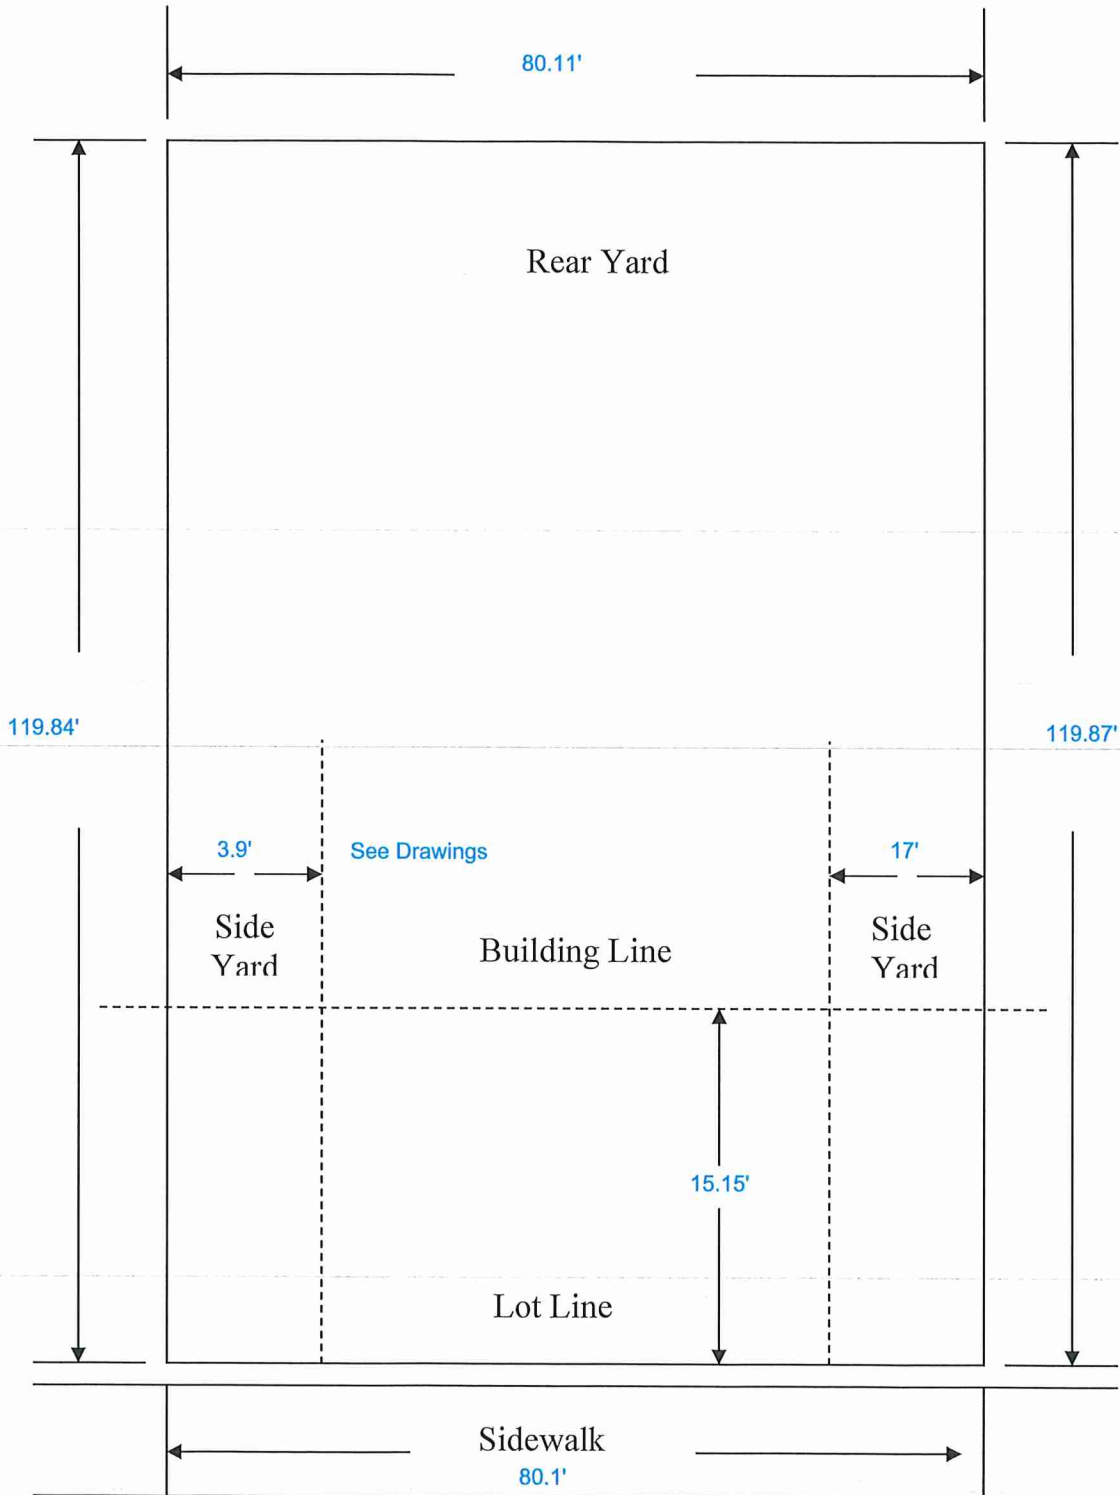 80.11'
Rear Yard
119.84'
119.87'
3.9'
See Drawings
17'
Side
Yard
Building Line
Side
Yard
15.15'
Lot Line
Sidewalk
80.1'